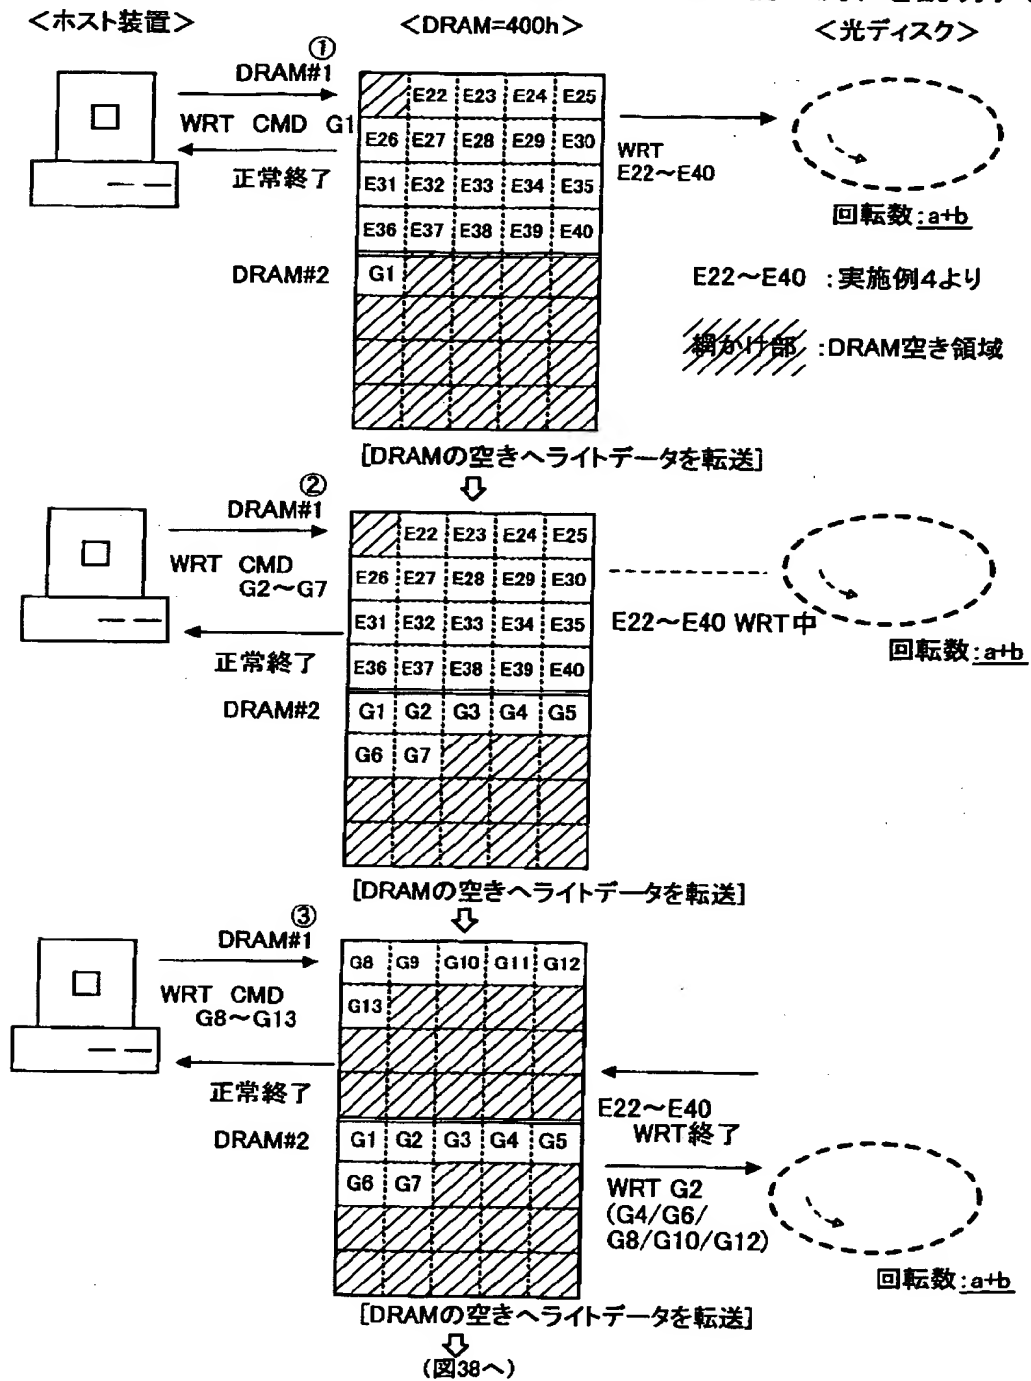 <ホスト装置>
<DRAM=400h>
<光ディスク>
①
DRAM#1
WRT CMD G1
正常終了
E22 E23 E24 E25
E26 E27 E28 E29 E30
E31 E32 E33 E34 E35
E36 E37 E38 E39 E40
DRAM#2
G1
WRT
E22～E40
回転数:a+b
E22～E40 :実施例4より
網かけ部 :DRAM空き領域
[DRAMの空きへライトデータを転送]
②
DRAM#1
WRT CMD
G2～G7
正常終了
E22 E23 E24 E25
E26 E27 E28 E29 E30
E31 E32 E33 E34 E35
E36 E37 E38 E39 E40
DRAM#2
G1 G2 G3 G4 G5
G6 G7
E22～E40 WRT中
回転数:a+b
[DRAMの空きへライトデータを転送]
③
DRAM#1
WRT CMD
G8～G13
正常終了
G8 G9 G10 G11 G12
G13
DRAM#2
G1 G2 G3 G4 G5
G6 G7
E22～E40
WRT終了
WRT G2
(G4/G6/
G8/G10/G12)
回転数:a+b
[DRAMの空きへライトデータを転送]
(図38へ)